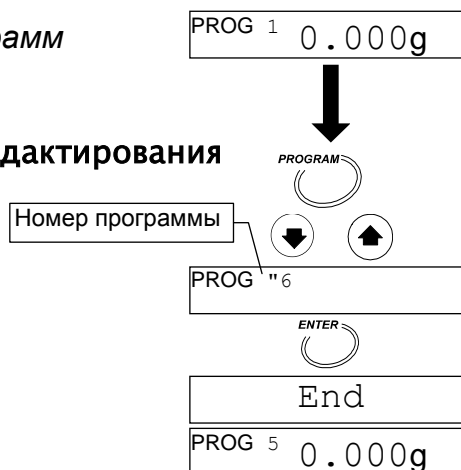 рамм
PROG 1 0.000g
PROGRAM
дактирования
Номер программы
PROG "6
ENTER
End
PROG 5 0.000g